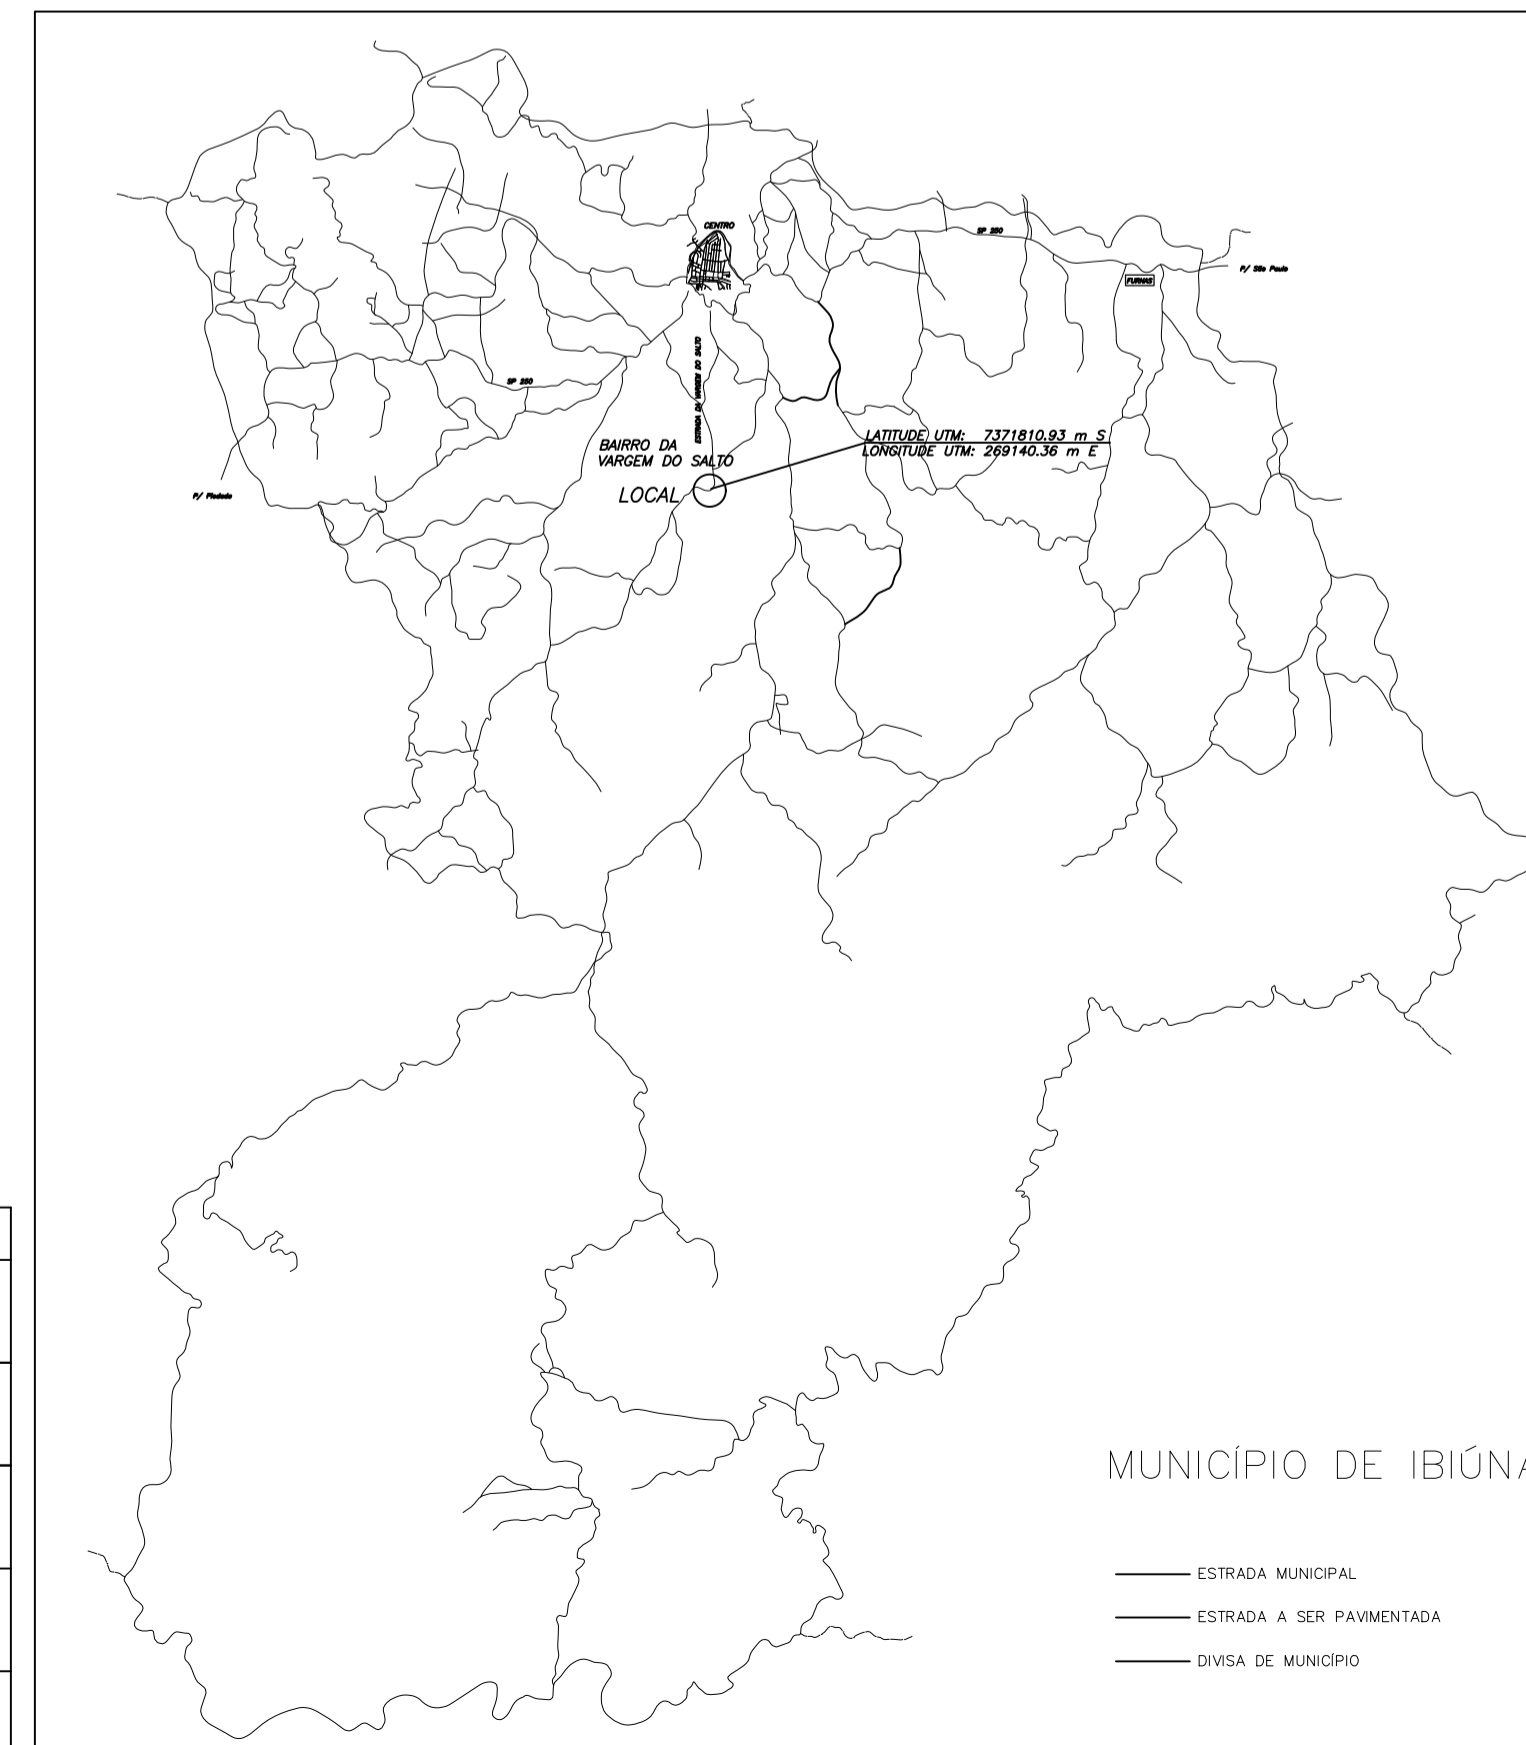 CENTRO
SP 250
P/ São Paulo
FURNAS
ESTRADA DA VARGEM DO SALTO
SP 250
BAIRRO DA
VARGEM DO SALTO
LATITUDE UTM: 7371810.93 m S
LONGITUDE UTM: 269140.36 m E
LOCAL
P/ Piedade
MUNICÍPIO DE IBIÚNA
ESTRADA MUNICIPAL
ESTRADA A SER PAVIMENTADA
DIVISA DE MUNICÍPIO